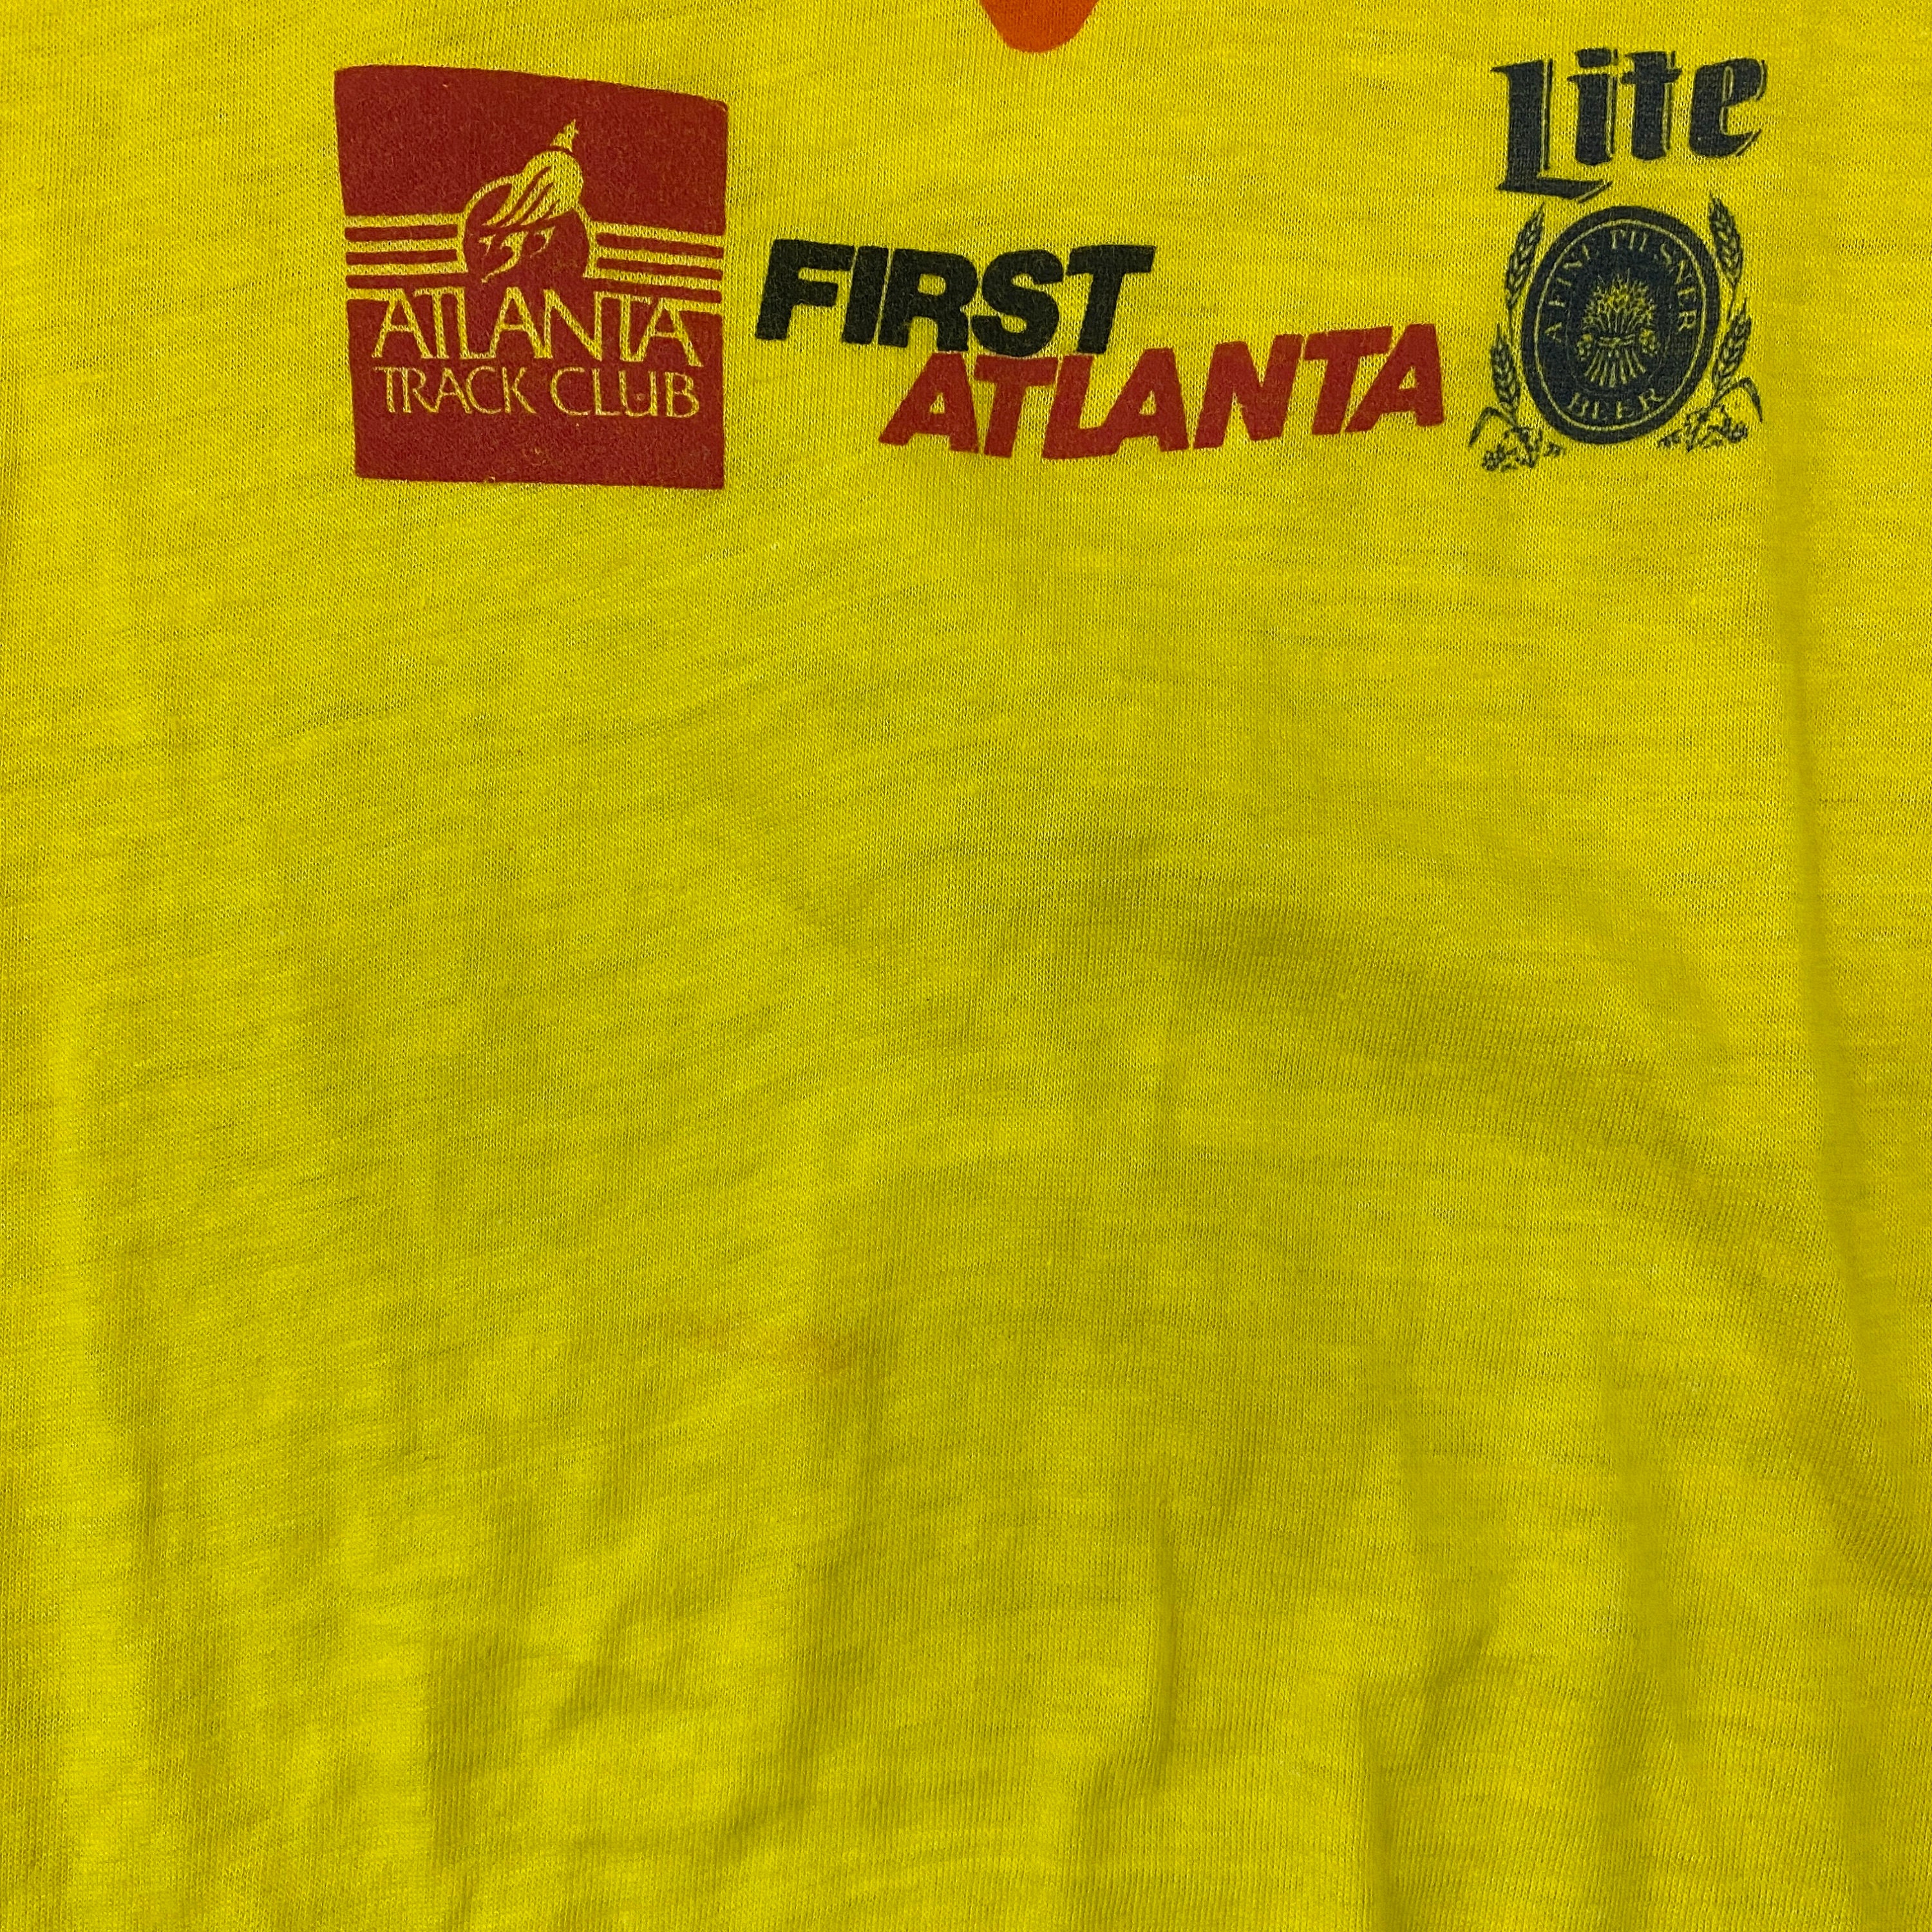 ATLANTA
TRACK CLUB
FIRST
ATLANTA
Lite
A FINE PILSNER
BEER